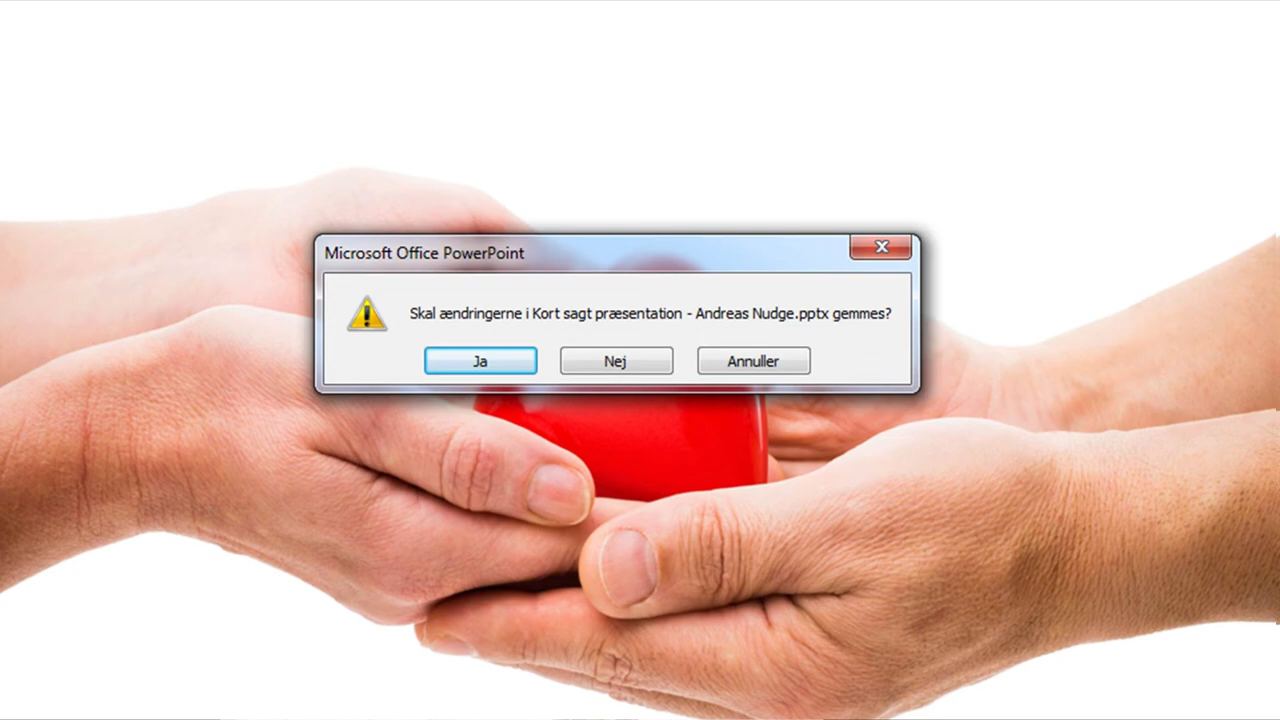 Microsoft Office PowerPoint
Skal ændringerne i Kort sagt præsentation - Andreas Nudge.pptx gemmes?
Ja Nej Annuller